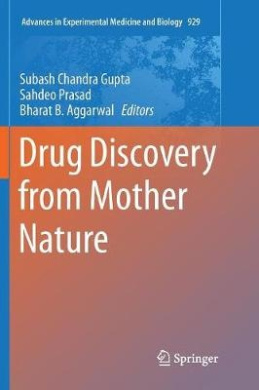 Advances in Experimental Medicine and Biology 929
Subash Chandra Gupta
Sahdeo Prasad
Bharat B. Aggarwal Editors
Drug Discovery
from Mother
Nature
Springer